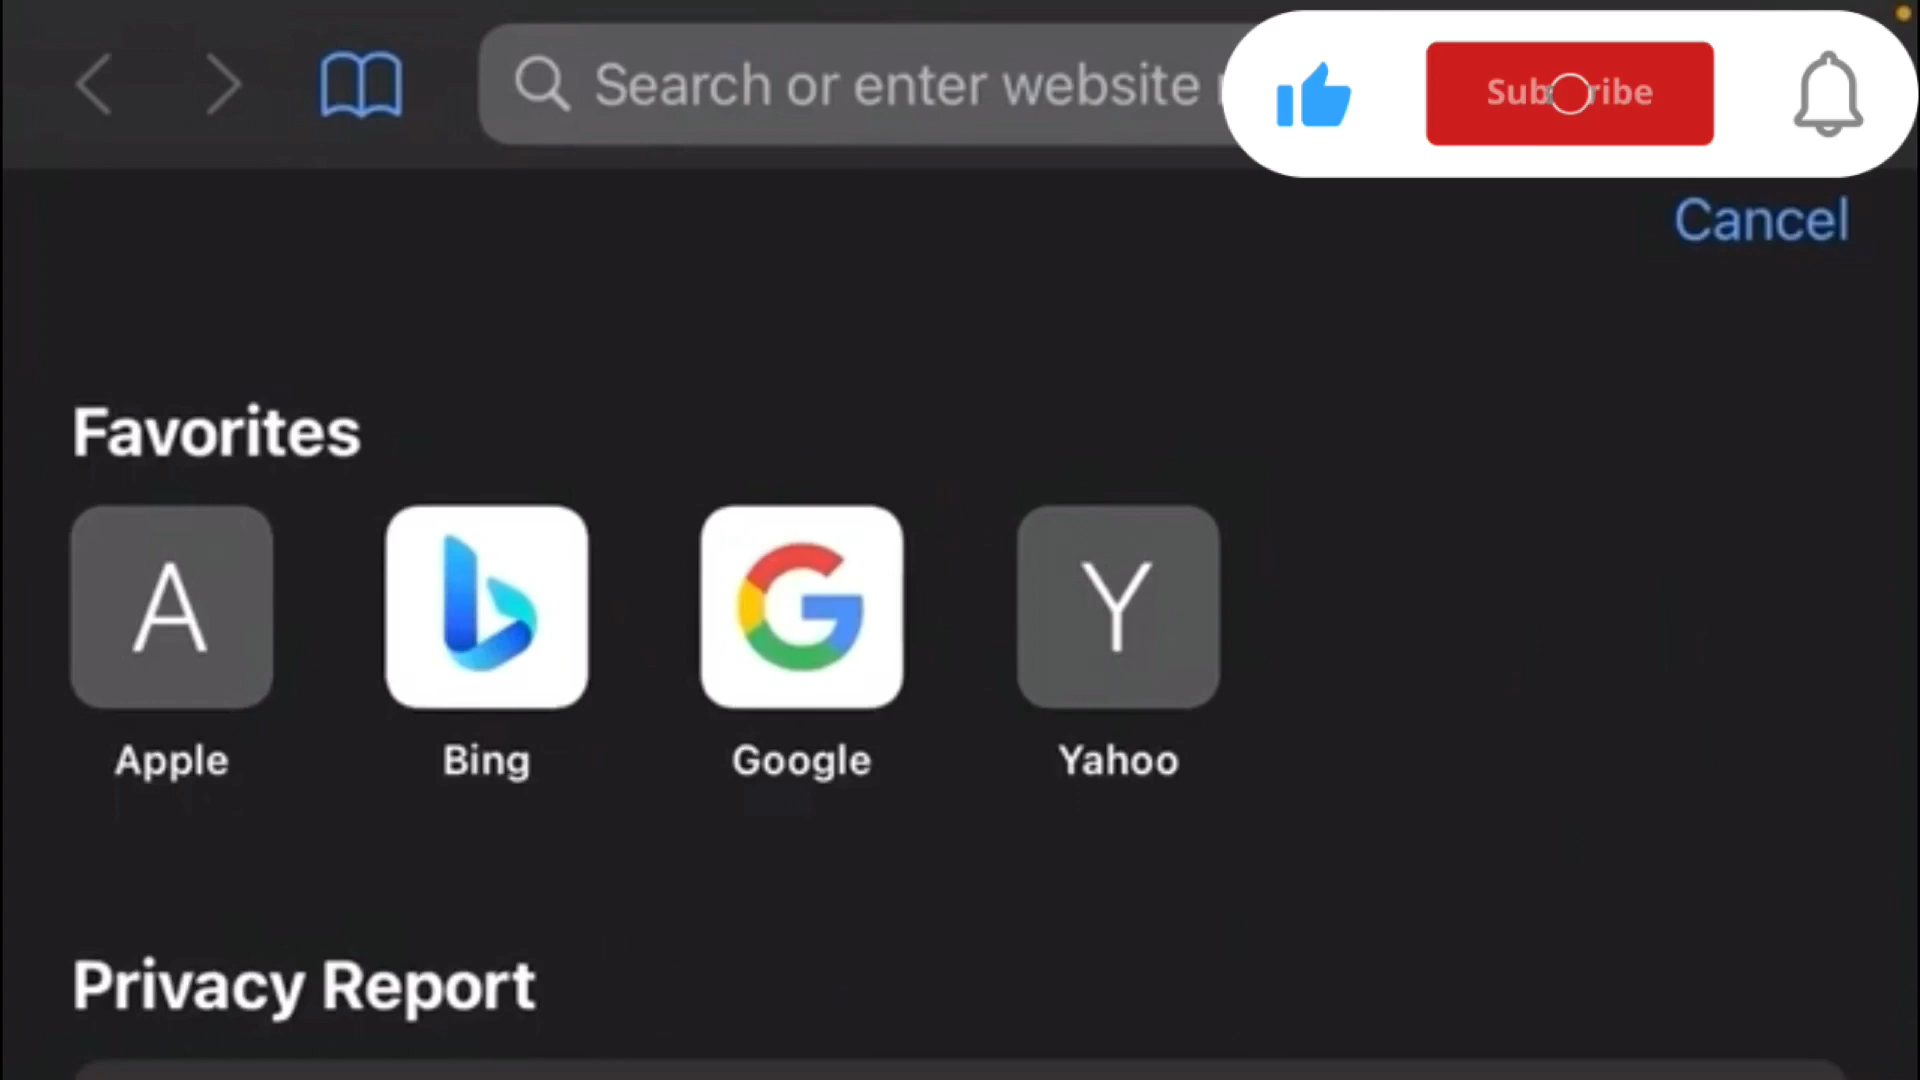 Search or enter website
Subscribe
Cancel
Favorites
A
Y
Apple
Bing
Google
Yahoo
Privacy Report